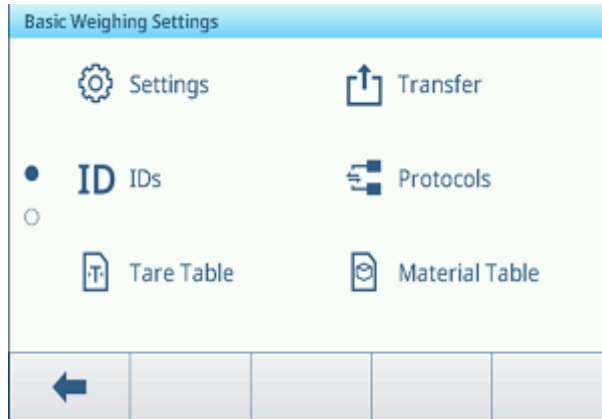 Basic Weighing Settings
Settings
Transfer
ID IDs
Protocols
T Tare Table
Material Table